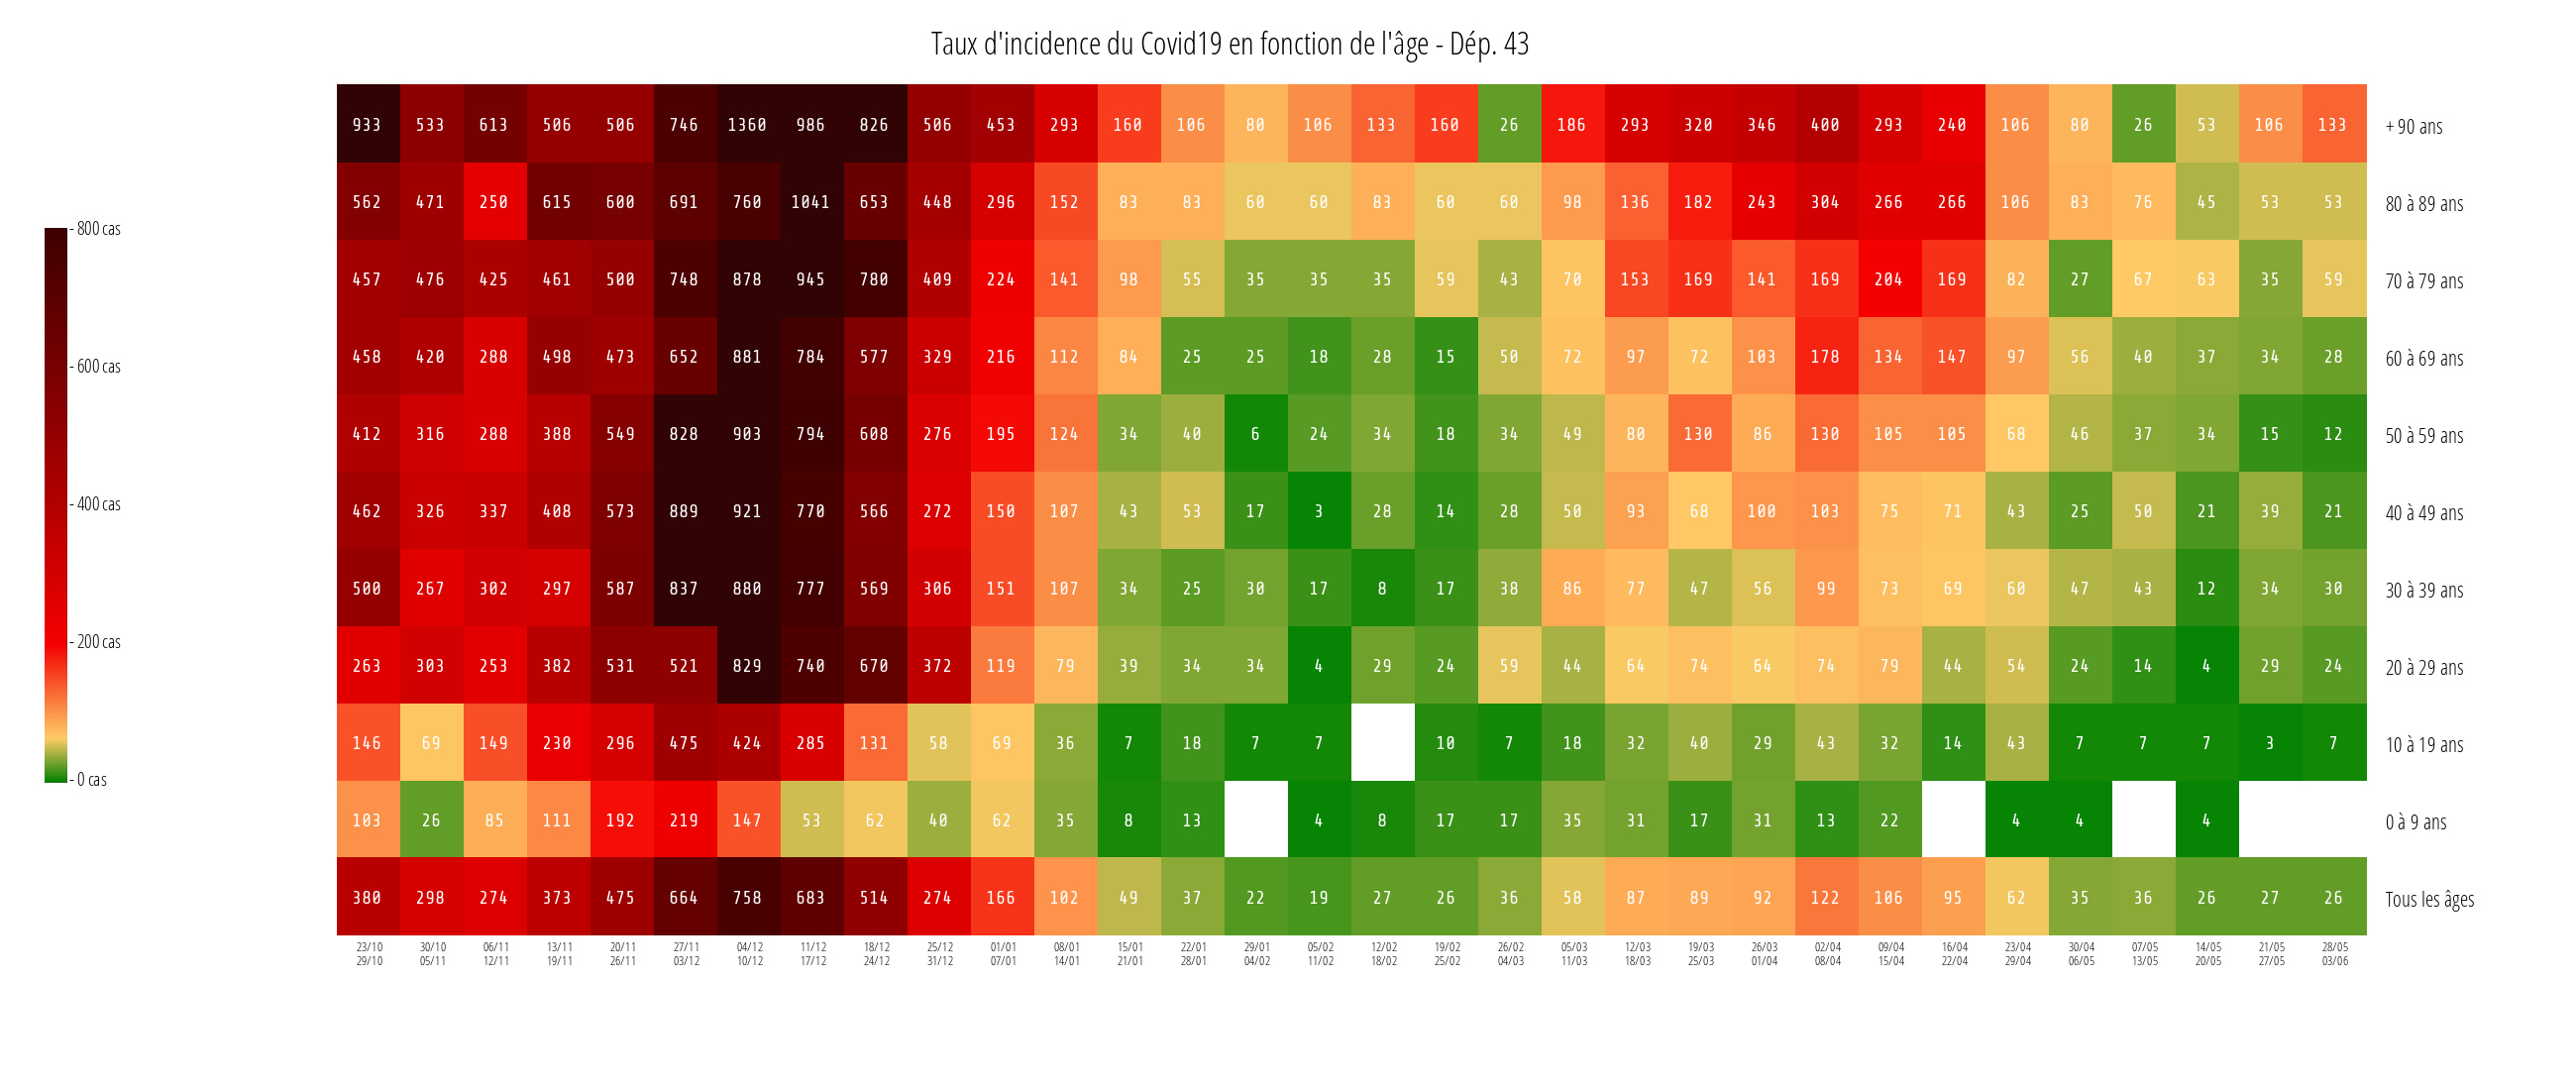 Taux d'incidence du Covid19 en fonction de l'âge - Dép. 43
933 533 613 506 506 746 1360 986 826 506 453 293 160 106 80 106 133 160 26 186 293 320 346 400 293 240 106 80 26 53 106 133 + 90 ans
562 471 250 615 600 691 760 1041 653 448 296 152 83 83 60 60 83 60 60 98 136 182 243 304 266 266 106 83 76 45 53 53 80 à 89 ans
- 800 cas
457 476 425 461 500 748 878 945 780 409 224 141 98 55 35 35 35 59 43 70 153 169 141 169 204 169 82 27 67 63 35 59 70 à 79 ans
458 420 288 498 473 652 881 784 577 329 216 112 84 25 25 18 28 15 50 72 97 72 103 178 134 147 97 56 40 37 34 28 60 à 69 ans
- 600 cas
412 316 288 388 549 828 903 794 608 276 195 124 34 40 6 24 34 18 34 49 80 130 86 130 105 105 68 46 37 34 15 12 50 à 59 ans
- 400 cas
462 326 337 408 573 889 921 770 566 272 150 107 43 53 17 3 28 14 28 50 93 68 100 103 75 71 43 25 50 21 39 21 40 à 49 ans
500 267 302 297 587 837 880 777 569 306 151 107 34 25 30 17 8 17 38 86 77 47 56 99 73 69 60 47 43 12 34 30 30 à 39 ans
- 200 cas
263 303 253 382 531 521 829 740 670 372 119 79 39 34 34 4 29 24 59 44 64 74 64 74 79 44 54 24 14 4 29 24 20 à 29 ans
146 69 149 230 296 475 424 285 131 58 69 36 7 18 7 7 10 7 18 32 40 29 43 32 14 43 7 7 7 3 7 10 à 19 ans
- 0 cas
103 26 85 111 192 219 147 53 62 40 62 35 8 13 4 8 17 17 35 31 17 31 13 22 4 4 4 0 à 9 ans
380 298 274 373 475 664 758 683 514 274 166 102 49 37 22 19 27 26 36 58 87 89 92 122 106 95 62 35 36 26 27 26 Tous les âges
23/10 30/10 06/11 13/11 20/11 27/11 04/12 11/12 18/12 25/12 01/01 08/01 15/01 22/01 29/01 05/02 12/02 19/02 26/02 05/03 12/03 19/03 26/03 02/04 09/04 16/04 23/04 30/04 07/05 14/05 21/05 28/05
29/10 05/11 12/11 19/11 26/11 03/12 10/12 17/12 24/12 31/12 07/01 14/01 21/01 28/01 04/02 11/02 18/02 25/02 04/03 11/03 18/03 25/03 01/04 08/04 15/04 22/04 29/04 06/05 13/05 20/05 27/05 03/06